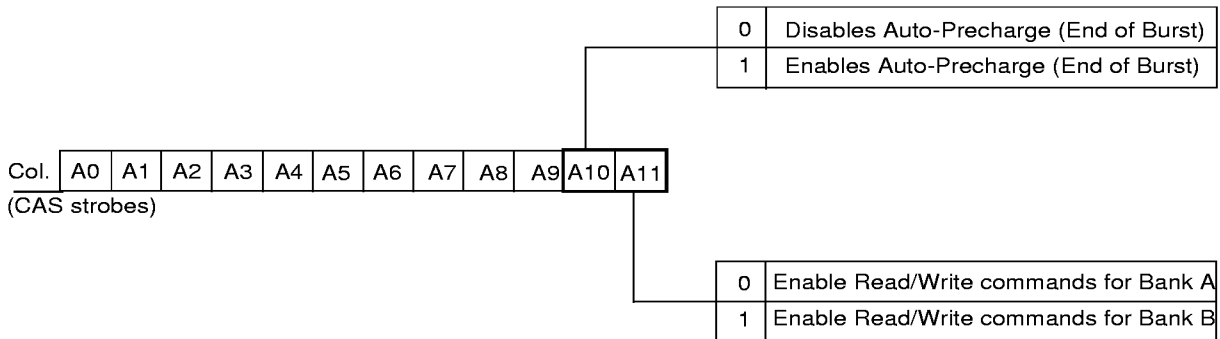 0 Disables Auto-Precharge (End of Burst)
1 Enables Auto-Precharge (End of Burst)
Col. A0 A1 A2 A3 A4 A5 A6 A7 A8 A9 A10 A11
(CAS strobes)
0 Enable Read/Write commands for Bank A
1 Enable Read/Write commands for Bank B